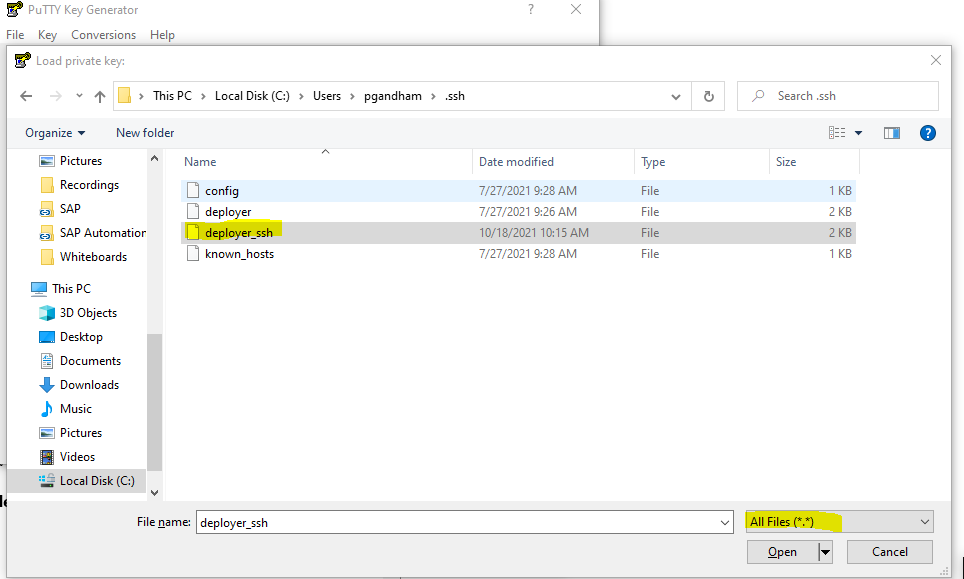 PuTTY Key Generator ?
File Key Conversions Help
Load private key:
This PC › Local Disk (C:) › Users › pgandham › .ssh
Search .ssh
Organize New folder
?
Pictures
Recordings
SAP
SAP Automation
Whiteboards
This PC
3D Objects
Desktop
Documents
Downloads
Music
Pictures
Videos
Local Disk (C:)
Name Date modified Type Size
config 7/27/2021 9:28 AM File 1 KB
deployer 7/27/2021 9:26 AM File 2 KB
deployer_ssh 10/18/2021 10:15 AM File 2 KB
known_hosts 7/27/2021 9:28 AM File 1 KB
File name: deployer_ssh All Files (*.*)
Open Cancel